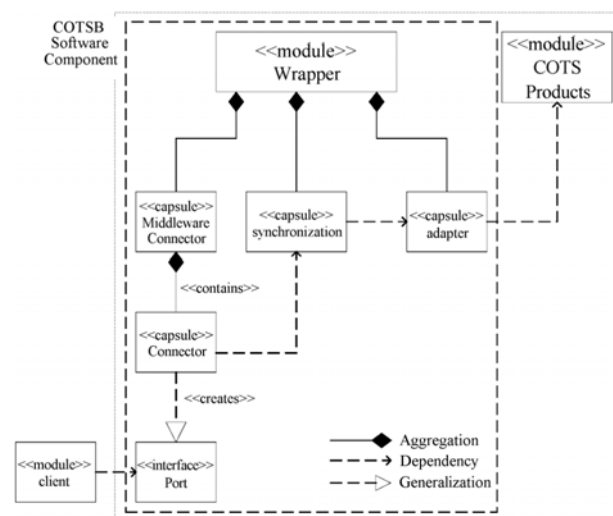 COTSB
Software
Component
<<module>>
Wrapper
<<module>>
COTS
Products
<<capsule>>
Middleware
Connector
<<capsule>>
synchronization
<<capsule>>
adapter
<<contains>>
<<capsule>>
Connector
<<creates>>
<<module>>
client
<<interface>>
Port
Aggregation
Dependency
Generalization